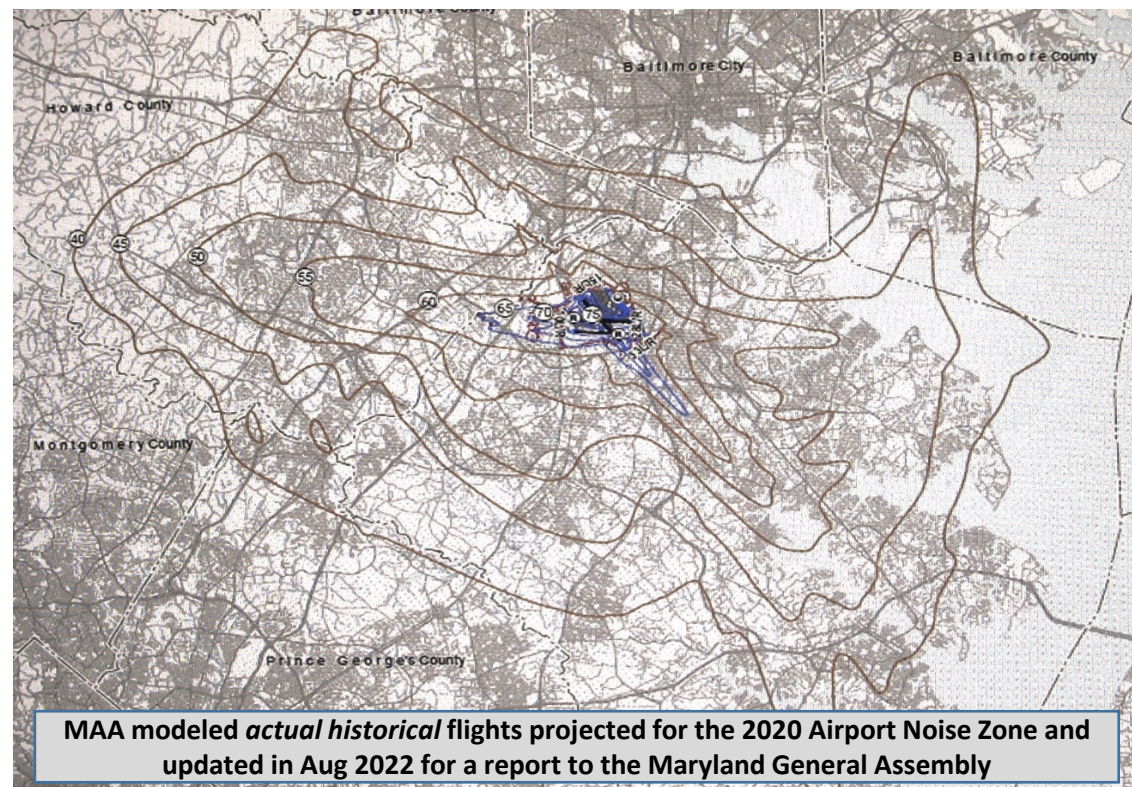 Baltimore County
Baltimore City
Baltimore County
Howard County
40
45
50
55
60
65
70
75
Montgomery County
Prince George's County
MAA modeled actual historical flights projected for the 2020 Airport Noise Zone and
updated in Aug 2022 for a report to the Maryland General Assembly